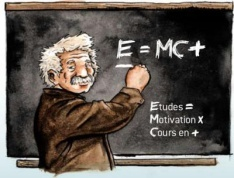 E = MC+
Etudes =
Motivation x
Cours en +